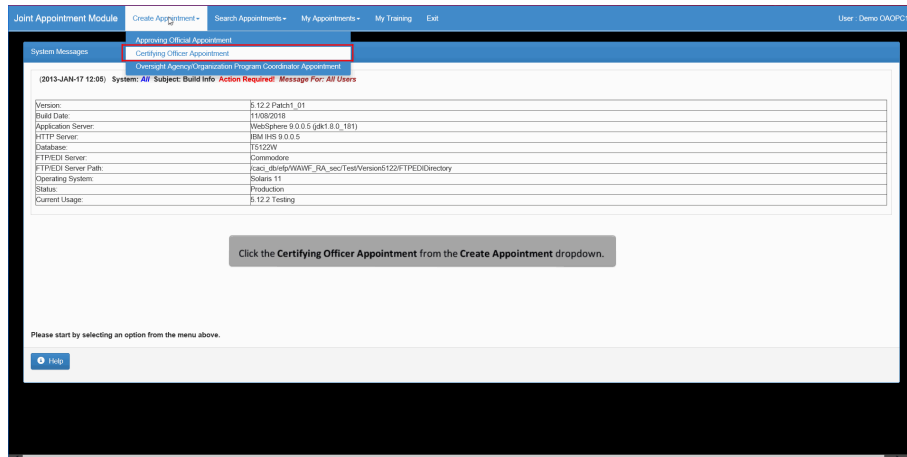 Joint Appointment Module Create Appointment Search Appointments My Appointments My Training Exit User : Demo OAOPC1
Approving Official Appointment
System Messages Certifying Officer Appointment
Oversight Agency/Organization Program Coordinator Appointment
(2013-JAN-17 12:05) System: All Subject: Build Info Action Required! Message For: All Users
Version: 5.12.2 Patch1_01
Build Date: 11/08/2018
Application Server: WebSphere 9.0.0.5 (jdk1.8.0_181)
HTTP Server: IBM IHS 9.0.0.5
Database: T5122W
FTP/EDI Server: Commodore
FTP/EDI Server Path: /caci_db/efp/WAWF_RA_sec/Test/Version5122/FTPEDIDirectory
Operating System: Solaris 11
Status: Production
Current Usage: 5.12.2 Testing
Click the Certifying Officer Appointment from the Create Appointment dropdown.
Please start by selecting an option from the menu above.
Help